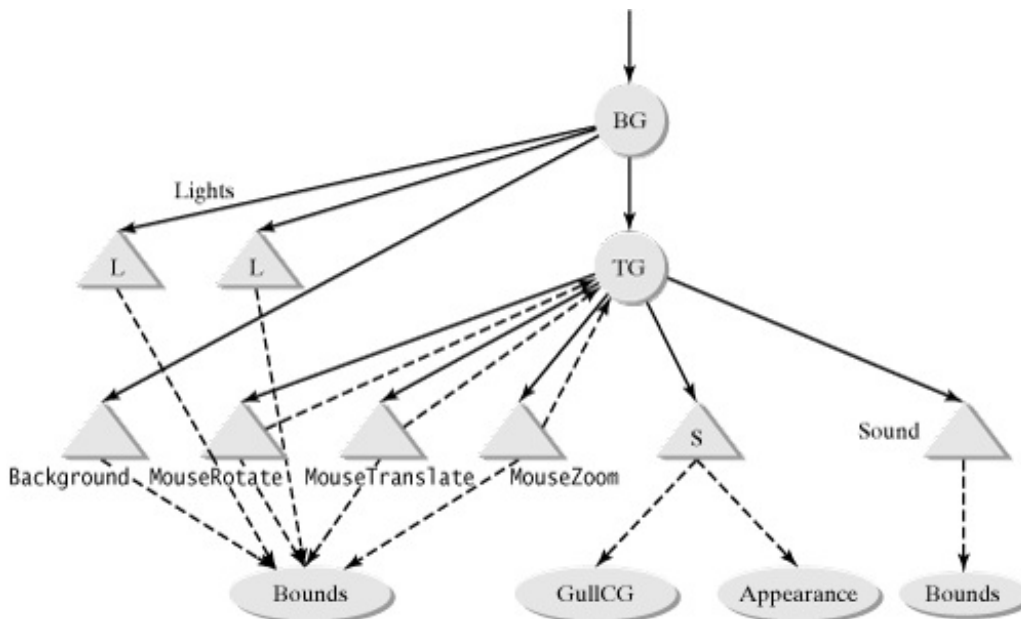 BG
Lights
TG
L
L
S
Sound
Background
MouseRotate
MouseTranslate
MouseZoom
Bounds
GullCG
Appearance
Bounds